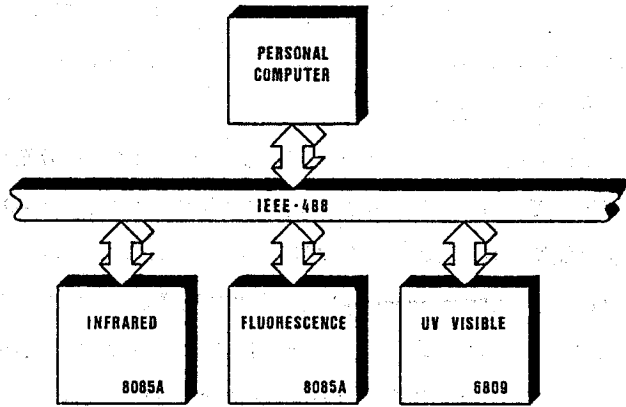 PERSONAL
COMPUTER
IEEE-488
INFRARED
8085A
FLUORESCENCE
8085A
UV VISIBLE
6809